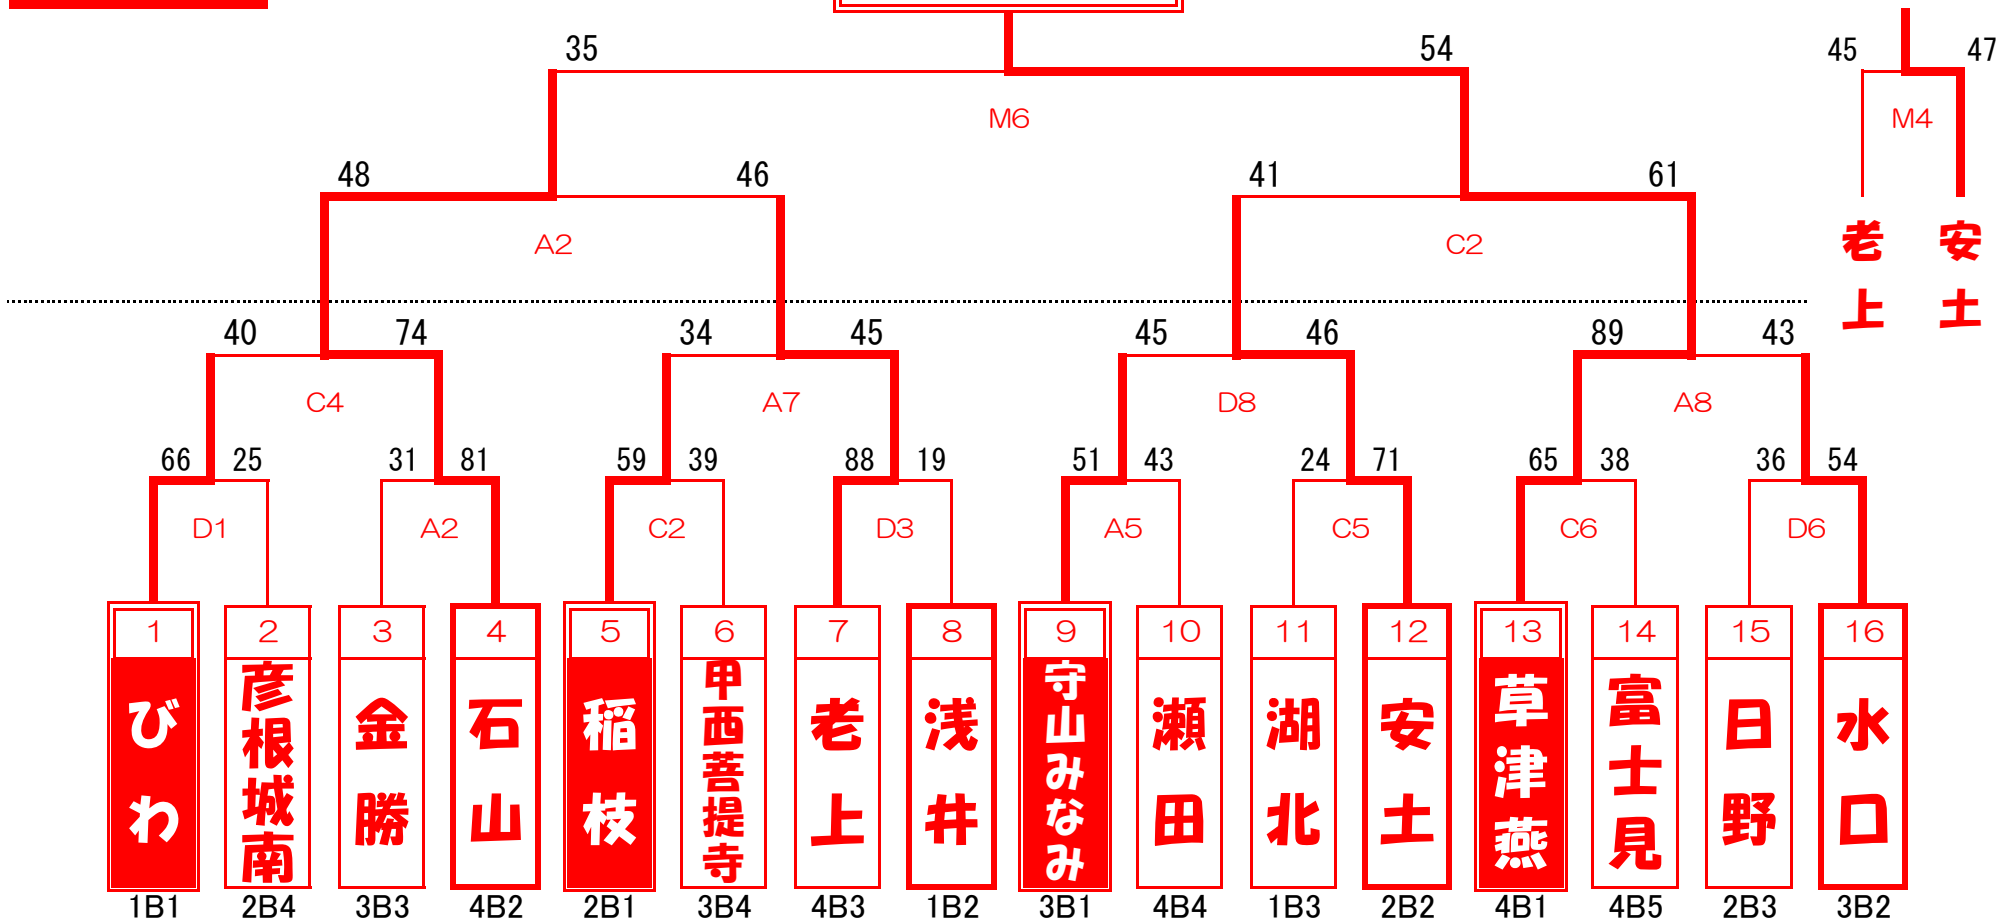 35 54 45 47
M6 M4
48 46 41 61
A2 C2
老上 安土
40 74 34 45 45 46 89 43
C4 A7 D8 A8
66 25 31 81 59 39 88 19 51 43 24 71 65 38 36 54
D1 A2 C2 D3 A5 C5 C6 D6
1 2 3 4 5 6 7 8 9 10 11 12 13 14 15 16
びわ
彦根城南
金勝
石山
稲枝
甲西菩提寺
老上
浅井
守山みなみ
瀬田
湖北
安土
草津燕
富士見
日野
水口
1B1 2B4 3B3 4B2 2B1 3B4 4B3 1B2 3B1 4B4 1B3 2B2 4B1 4B5 2B3 3B2